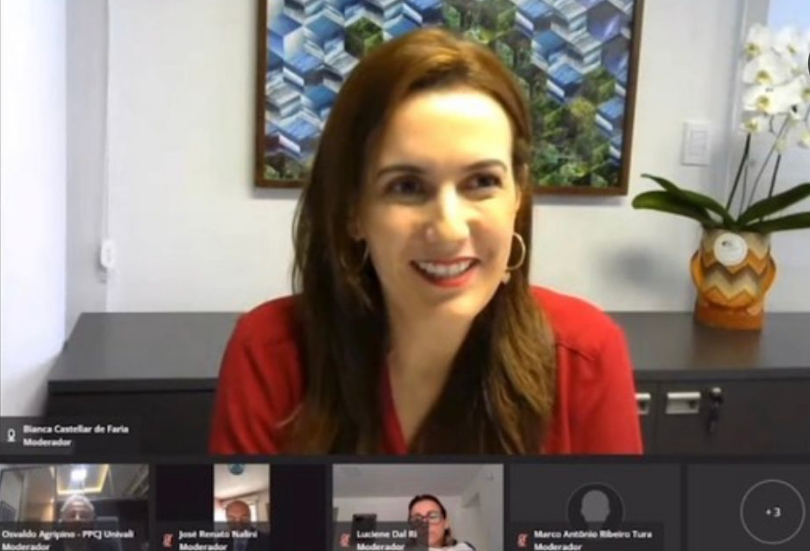 Bianca Castellar de Faria
Moderador
Osvaldo Agripino - PPCJ Univali
Moderador
José Renato Nalini
Moderador
Luciene Dal Ri
Moderador
Marco Antônio Ribeiro Tura
Moderador
+3